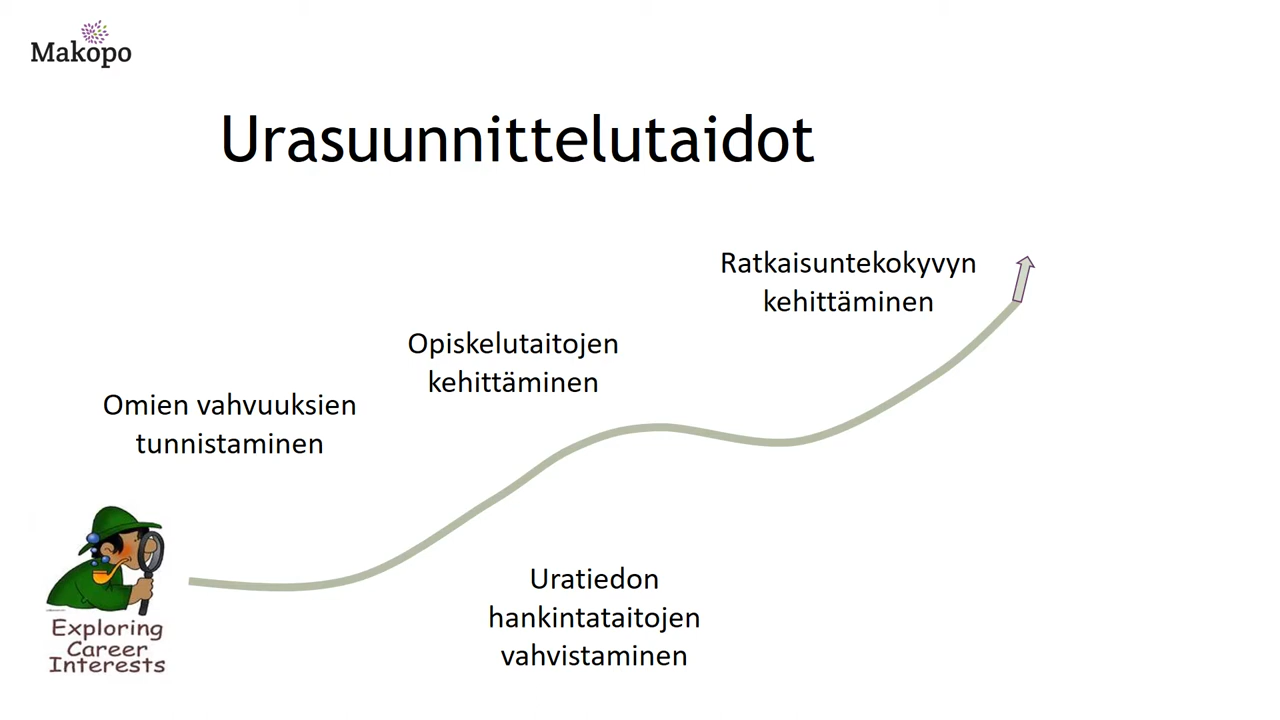 Makopo
Urasuunnittelutaidot
Ratkaisuntekokyvyn
kehittäminen
Opiskelutaitojen
kehittäminen
Omien vahvuuksien
tunnistaminen
Uratiedon
hankintataitojen
vahvistaminen
Exploring
Career
Interests